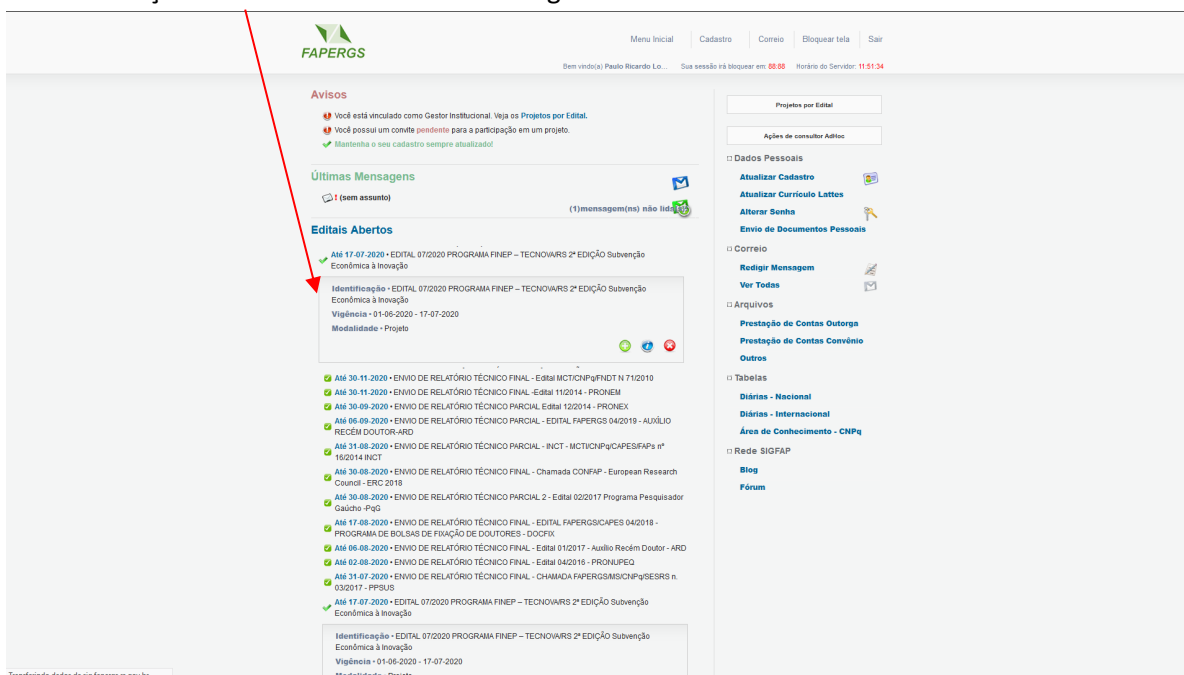 FAPERGS
Menu Inicial Cadastro Correio Bloquear tela Sair
Bem vindo(a) Paulo Ricardo Lo... Sua sessão irá bloquear em: 88:88 Horário do Servidor: 11:51:34
Avisos
Você está vinculado como Gestor Institucional. Veja os Projetos por Edital.
Você possui um convite pendente para a participação em um projeto.
Mantenha o seu cadastro sempre atualizado!
Últimas Mensagens
! (sem assunto)
(1)mensagem(ns) não lida(s)
Editais Abertos
Até 17-07-2020 • EDITAL 07/2020 PROGRAMA FINEP – TECNOVA/RS 2ª EDIÇÃO Subvenção
Econômica à Inovação
Identificação • EDITAL 07/2020 PROGRAMA FINEP – TECNOVA/RS 2ª EDIÇÃO Subvenção
Econômica à Inovação
Vigência • 01-06-2020 - 17-07-2020
Modalidade • Projeto
Até 30-11-2020 • ENVIO DE RELATÓRIO TÉCNICO FINAL - Edital MCT/CNPq/FNDT N 71/2010
Até 30-11-2020 • ENVIO DE RELATÓRIO TÉCNICO FINAL -Edital 11/2014 - PRONEM
Até 30-09-2020 • ENVIO DE RELATÓRIO TÉCNICO PARCIAL Edital 12/2014 - PRONEX
Até 06-09-2020 • ENVIO DE RELATÓRIO TÉCNICO PARCIAL - EDITAL FAPERGS 04/2019 - AUXÍLIO
RECÉM DOUTOR-ARD
Até 31-08-2020 • ENVIO DE RELATÓRIO TÉCNICO PARCIAL - INCT - MCTI/CNPq/CAPES/FAPs nº
16/2014 INCT
Até 30-08-2020 • ENVIO DE RELATÓRIO TÉCNICO FINAL - Chamada CONFAP - European Research
Council - ERC 2018
Até 30-08-2020 • ENVIO DE RELATÓRIO TÉCNICO PARCIAL 2 - Edital 02/2017 Programa Pesquisador
Gaúcho -PqG
Até 17-08-2020 • ENVIO DE RELATÓRIO TÉCNICO FINAL - EDITAL FAPERGS/CAPES 04/2018 -
PROGRAMA DE BOLSAS DE FIXAÇÃO DE DOUTORES - DOCFIX
Até 06-08-2020 • ENVIO DE RELATÓRIO TÉCNICO FINAL - Edital 01/2017 - Auxílio Recém Doutor - ARD
Até 02-08-2020 • ENVIO DE RELATÓRIO TÉCNICO FINAL - Edital 04/2016 - PRONUPEQ
Até 31-07-2020 • ENVIO DE RELATÓRIO TÉCNICO FINAL - CHAMADA FAPERGS/MS/CNPq/SESRS n.
03/2017 - PPSUS
Até 17-07-2020 • EDITAL 07/2020 PROGRAMA FINEP – TECNOVA/RS 2ª EDIÇÃO Subvenção
Econômica à Inovação
Identificação • EDITAL 07/2020 PROGRAMA FINEP – TECNOVA/RS 2ª EDIÇÃO Subvenção
Econômica à Inovação
Vigência • 01-06-2020 - 17-07-2020
Modalidade • Projeto
Projetos por Edital
Ações de consultor AdHoc
Dados Pessoais
Atualizar Cadastro
Atualizar Currículo Lattes
Alterar Senha
Envio de Documentos Pessoais
Correio
Redigir Mensagem
Ver Todas
Arquivos
Prestação de Contas Outorga
Prestação de Contas Convênio
Outros
Tabelas
Diárias - Nacional
Diárias - Internacional
Área de Conhecimento - CNPq
Rede SIGFAP
Blog
Fórum